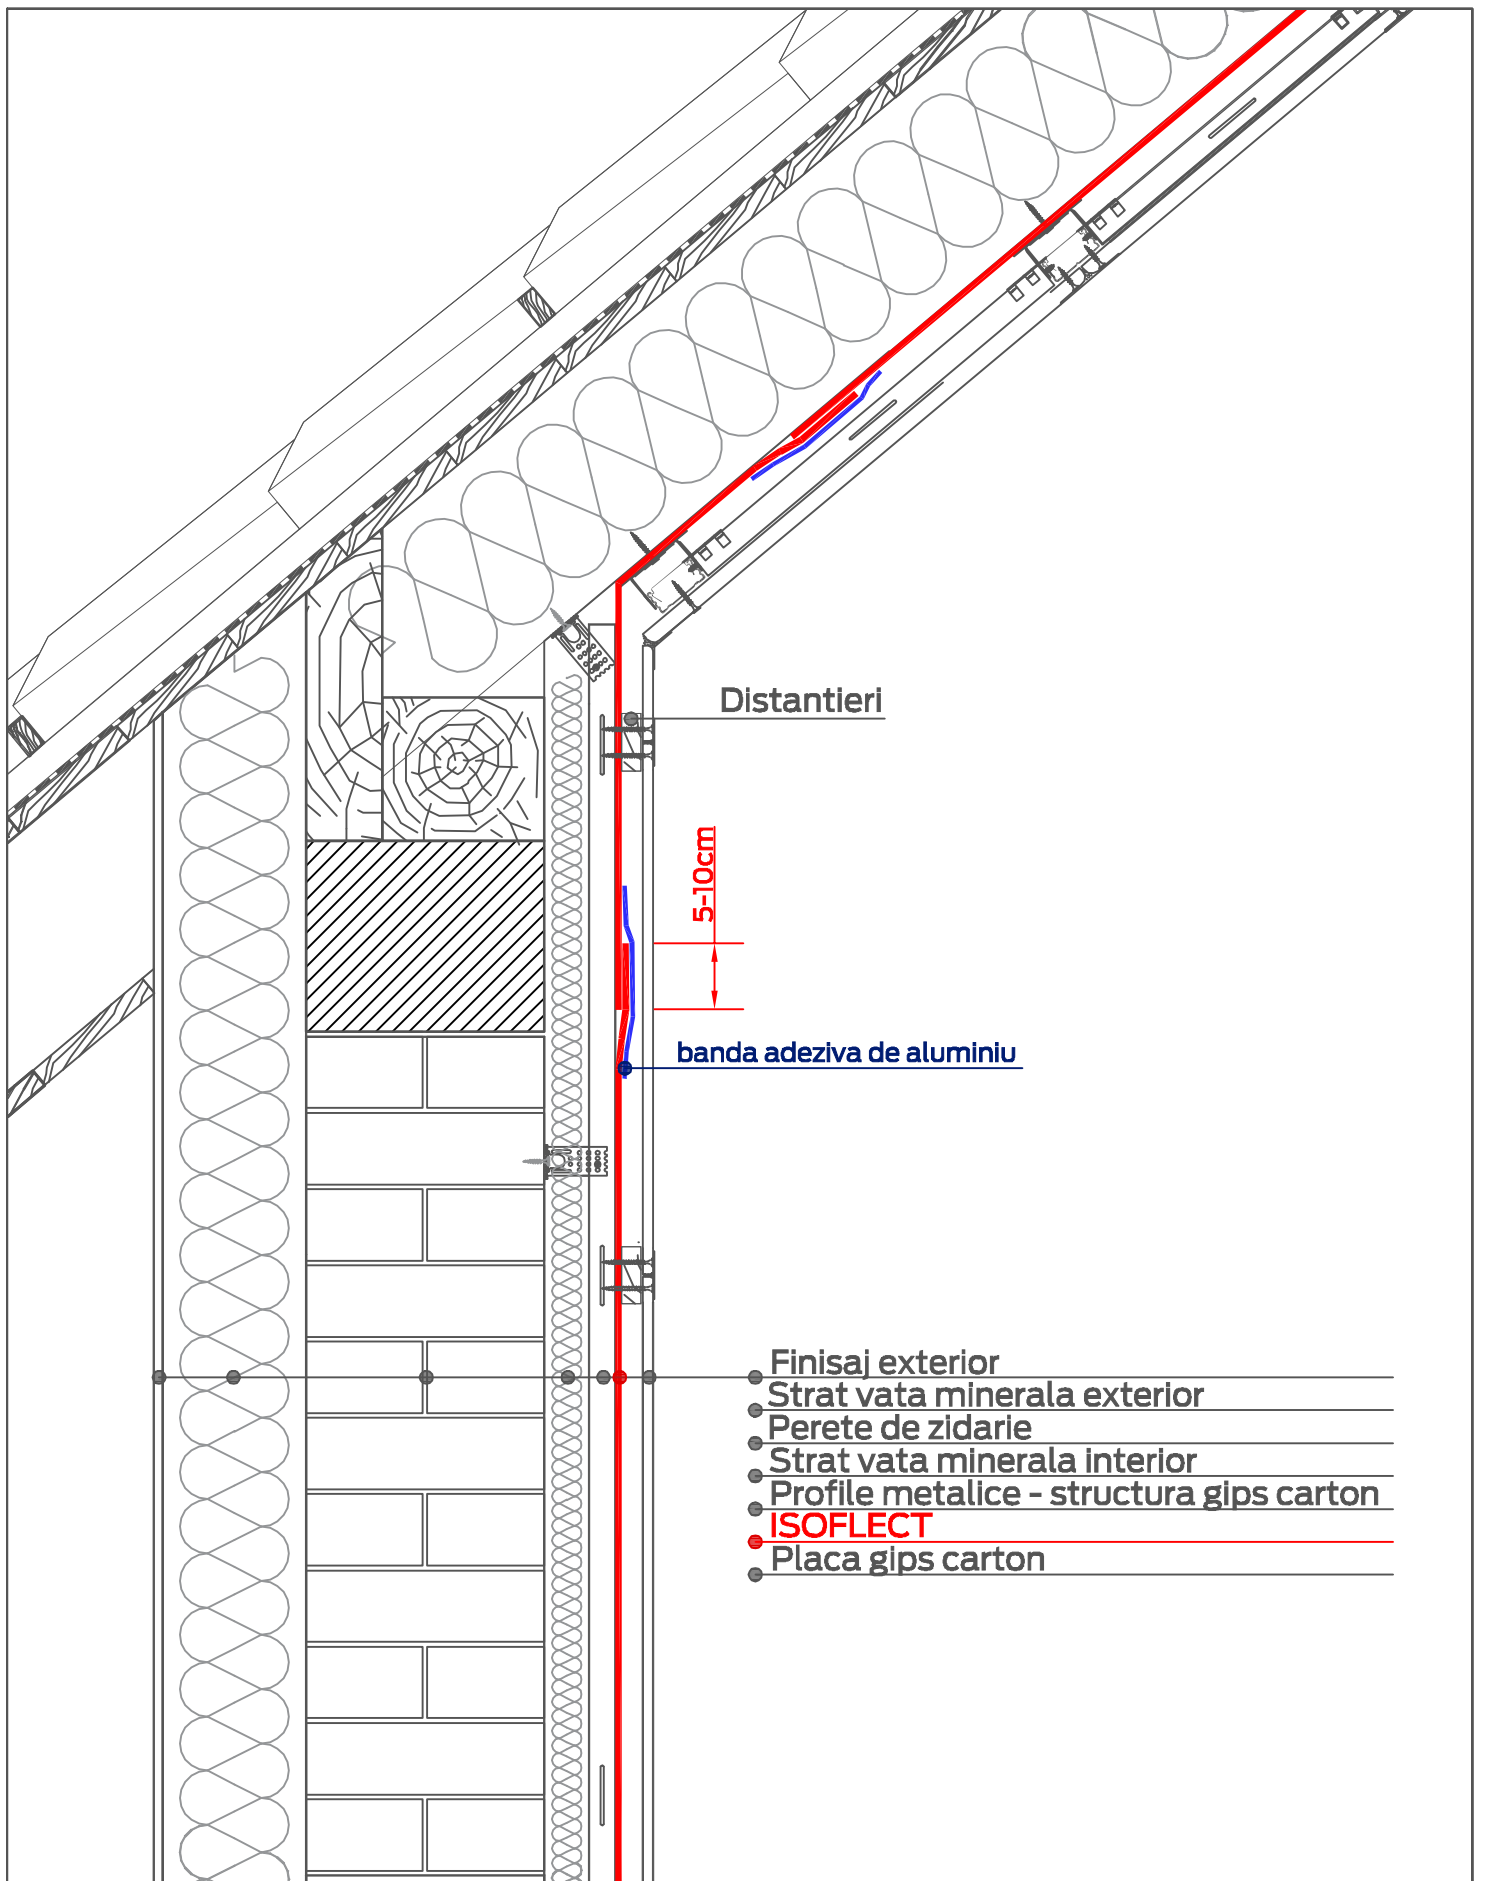 Distantieri
5-10cm
banda adeziva de aluminiu
Finisaj exterior
Strat vata minerala exterior
Perete de zidarie
Strat vata minerala interior
Profile metalice - structura gips carton
ISOFLECT
Placa gips carton